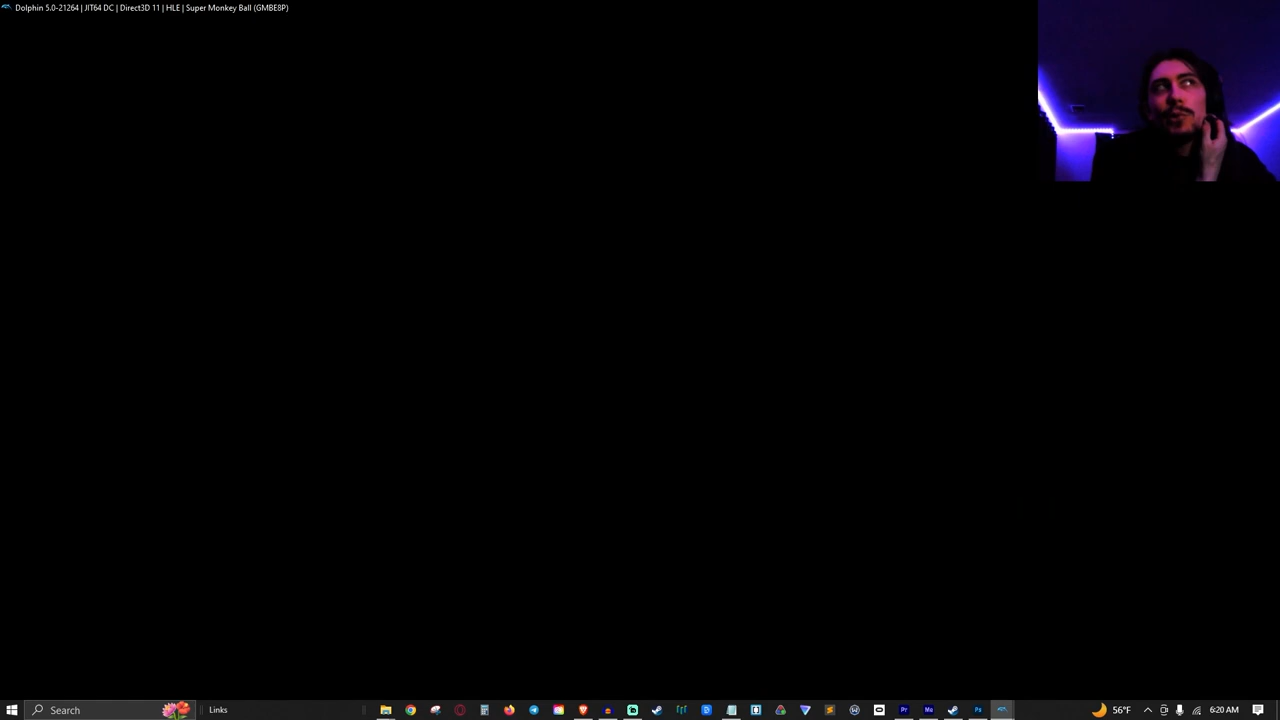 Dolphin 5.0-21264 | JIT64 DC | Direct3D 11 | HLE | Super Monkey Ball (GMBE8P)
Search
Links
56°F
6:20 AM